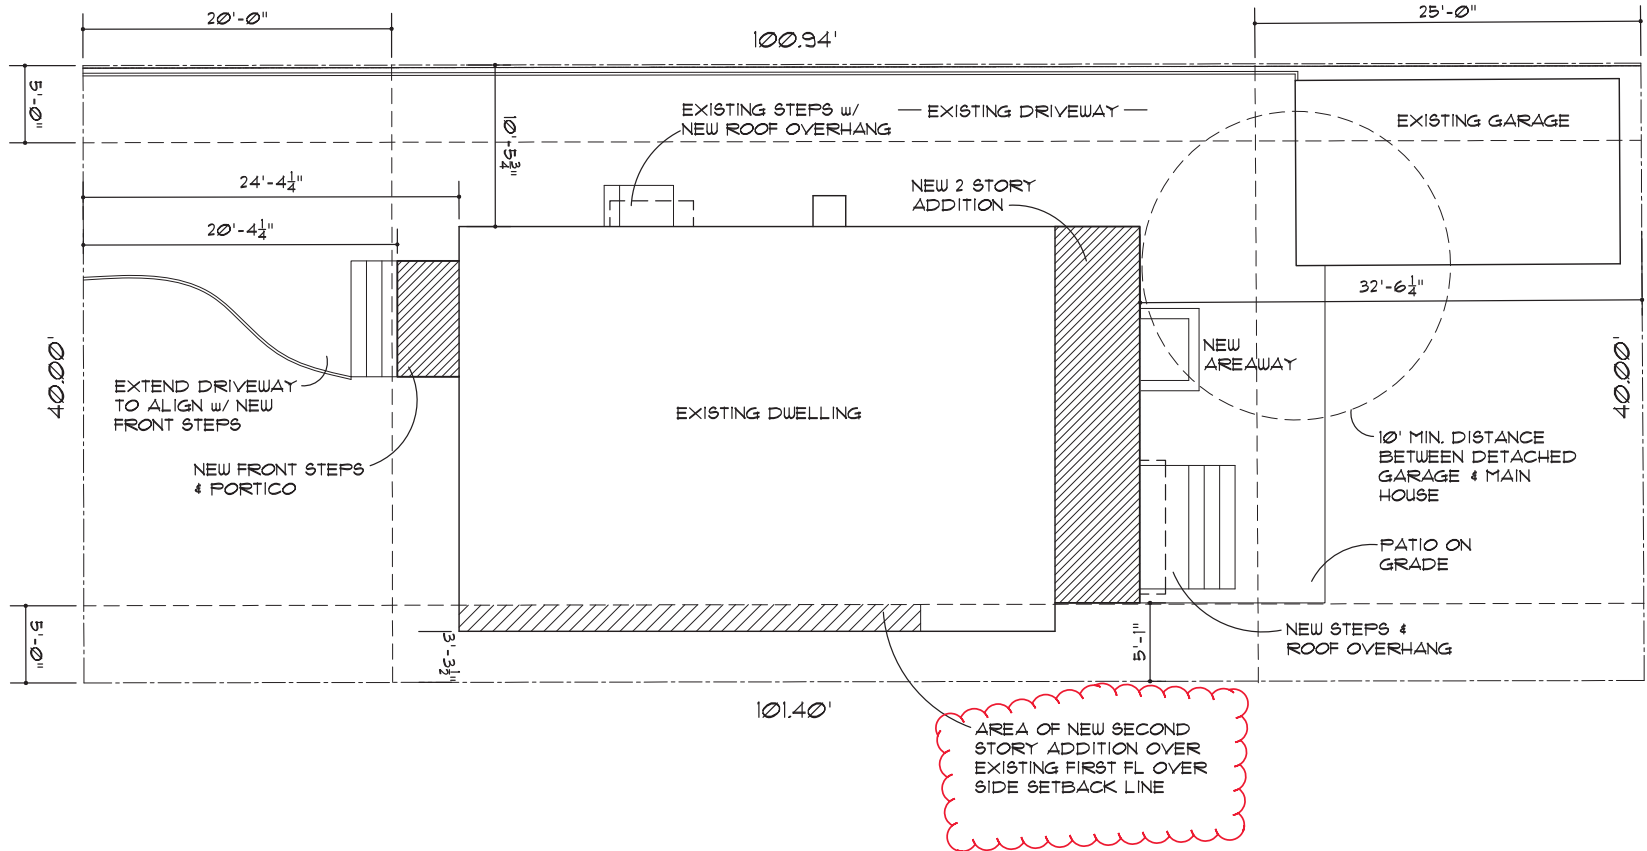 20'-0"
25'-0"
100.94'
5'-0"
10'-5¾"
EXISTING STEPS w/
NEW ROOF OVERHANG
EXISTING DRIVEWAY
EXISTING GARAGE
24'-4¼"
NEW 2 STORY
ADDITION
20'-4¼"
32'-6¼"
40.00'
NEW
AREAWAY
40.00'
EXTEND DRIVEWAY
TO ALIGN w/ NEW
FRONT STEPS
EXISTING DWELLING
10' MIN. DISTANCE
BETWEEN DETACHED
GARAGE & MAIN
HOUSE
NEW FRONT STEPS
& PORTICO
PATIO ON
GRADE
5'-0"
3'-3½"
5'-1"
NEW STEPS &
ROOF OVERHANG
101.40'
AREA OF NEW SECOND
STORY ADDITION OVER
EXISTING FIRST FL OVER
SIDE SETBACK LINE